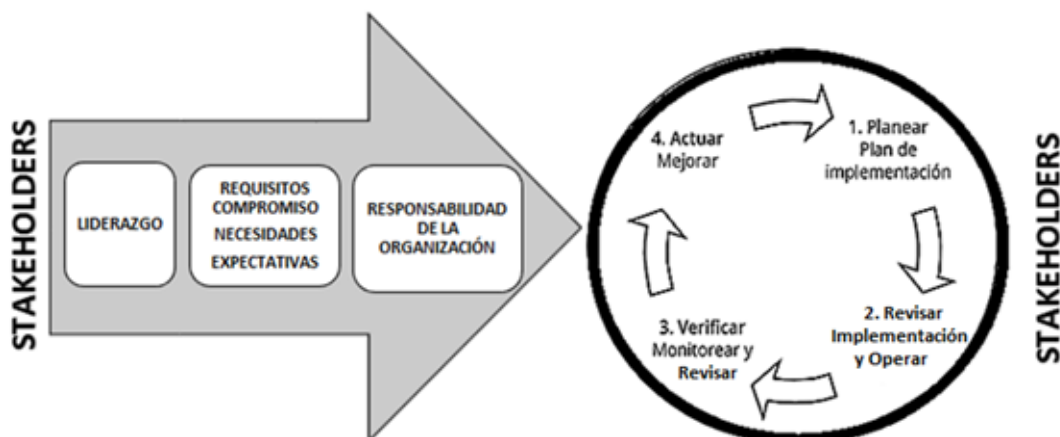 STAKEHOLDERS
LIDERAZGO
REQUISITOS
COMPROMISO
NECESIDADES
EXPECTATIVAS
RESPONSABILIDAD
DE LA
ORGANIZACIÓN
1. Planear
Plan de
implementación
2. Revisar
Implementación
y Operar
3. Verificar
Monitorear y
Revisar
4. Actuar
Mejorar
STAKEHOLDERS